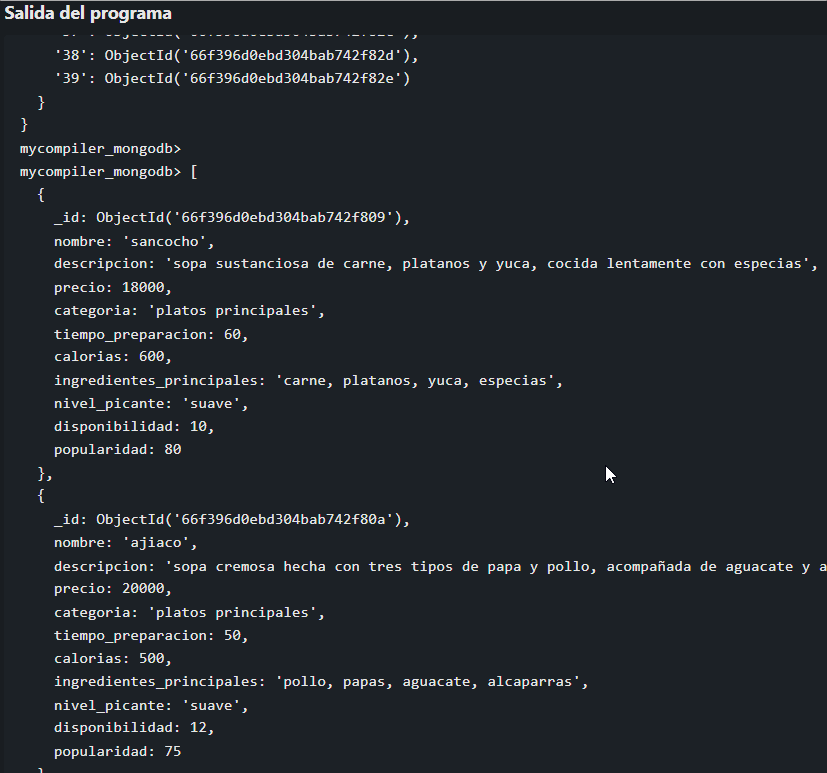 Salida del programa
'38': ObjectId('66f396d0ebd304bab742f82d'),
'39': ObjectId('66f396d0ebd304bab742f82e')
}
}
mycompiler_mongodb>
mycompiler_mongodb> [
{
_id: ObjectId('66f396d0ebd304bab742f809'),
nombre: 'sancocho',
descripcion: 'sopa sustanciosa de carne, platanos y yuca, cocida lentamente con especias',
precio: 18000,
categoria: 'platos principales',
tiempo_preparacion: 60,
calorias: 600,
ingredientes_principales: 'carne, platanos, yuca, especias',
nivel_picante: 'suave',
disponibilidad: 10,
popularidad: 80
},
{
_id: ObjectId('66f396d0ebd304bab742f80a'),
nombre: 'ajiaco',
descripcion: 'sopa cremosa hecha con tres tipos de papa y pollo, acompañada de aguacate y a
precio: 20000,
categoria: 'platos principales',
tiempo_preparacion: 50,
calorias: 500,
ingredientes_principales: 'pollo, papas, aguacate, alcaparras',
nivel_picante: 'suave',
disponibilidad: 12,
popularidad: 75